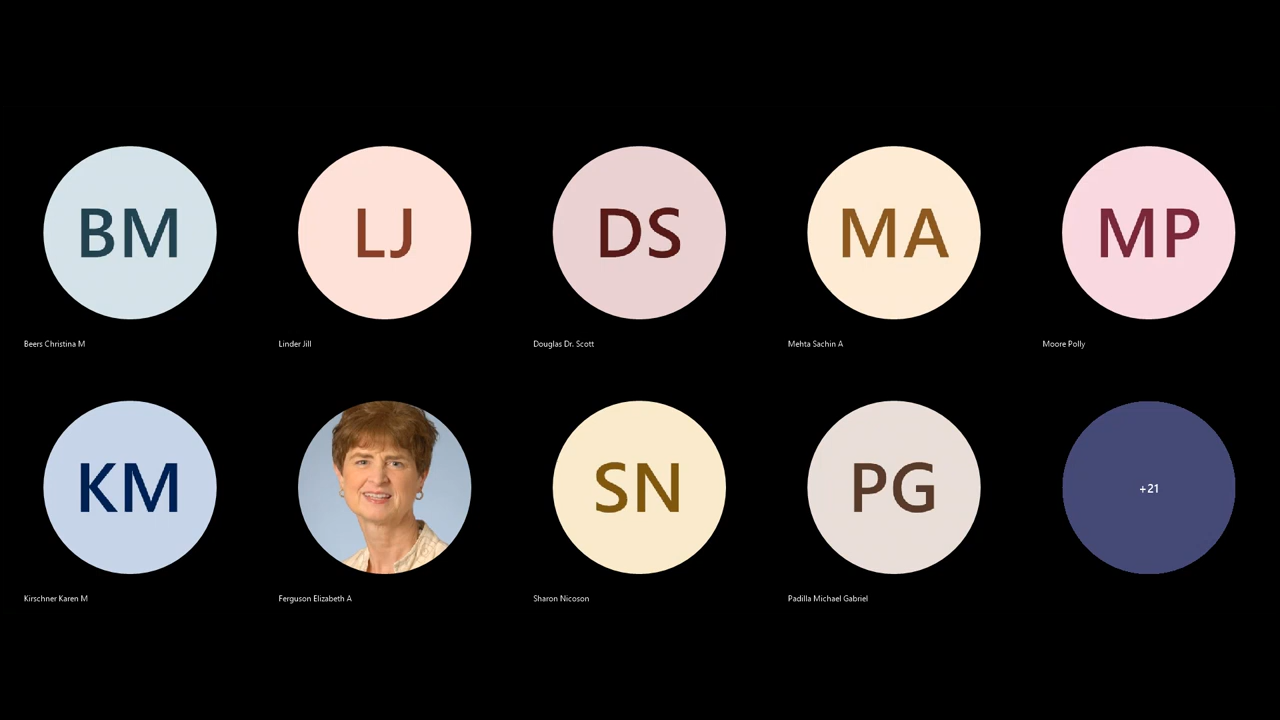 BM
LJ
DS
MA
MP
Beers Christina M
Linder Jill
Douglas Dr. Scott
Mehta Sachin A
Moore Polly
KM
SN
PG
+21
Kirschner Karen M
Ferguson Elizabeth A
Sharon Nicoson
Padilla Michael Gabriel